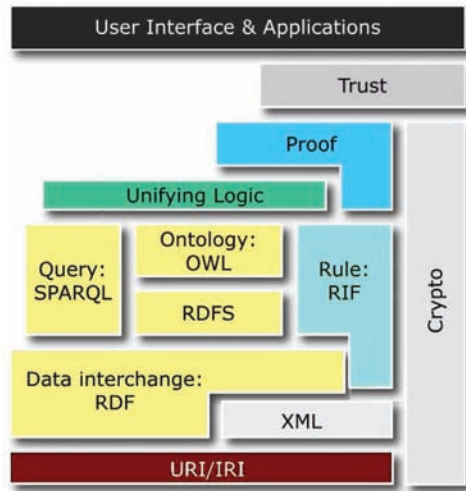 User Interface & Applications
Trust
Proof
Unifying Logic
Ontology:
OWL
Query:
SPARQL
Rule:
RIF
RDFS
Crypto
Data interchange:
RDF
XML
URI/IRI